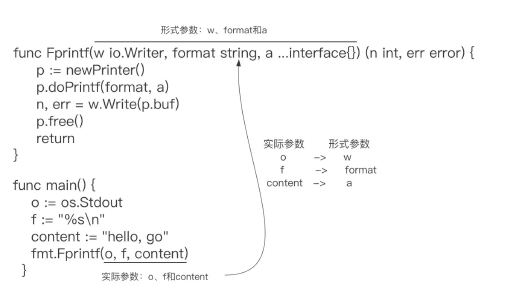 形式参数：w、format和a
func Fprintf(w io.Writer, format string, a ...interface{}) (n int, err error) {
p := newPrinter()
p.doPrintf(format, a)
n, err = w.Write(p.buf)
p.free()
return
}
实际参数 形式参数
o -> w
f -> format
content -> a
func main() {
o := os.Stdout
f := "%s\n"
content := "hello, go"
fmt.Fprintf(o, f, content)
}
实际参数：o、f和content